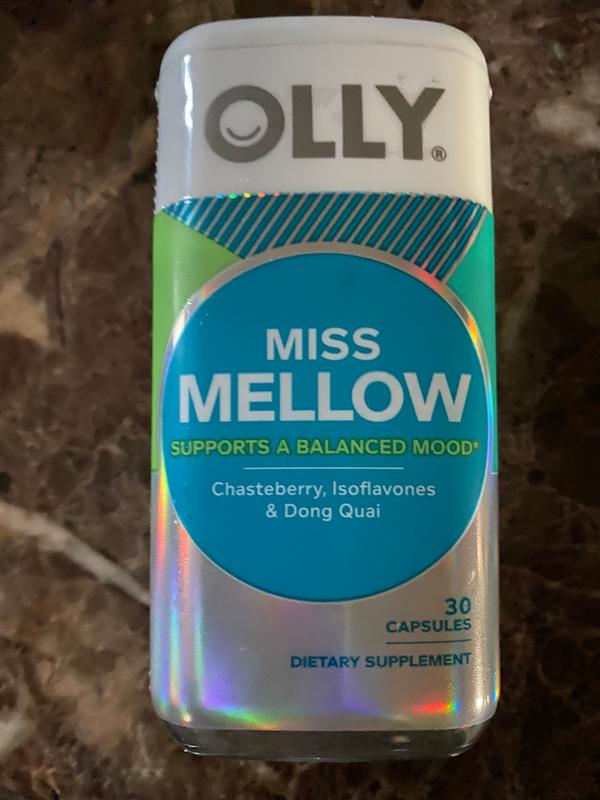 OLLY®
MISS
MELLOW
SUPPORTS A BALANCED MOOD*
Chasteberry, Isoflavones
& Dong Quai
30
CAPSULES
DIETARY SUPPLEMENT